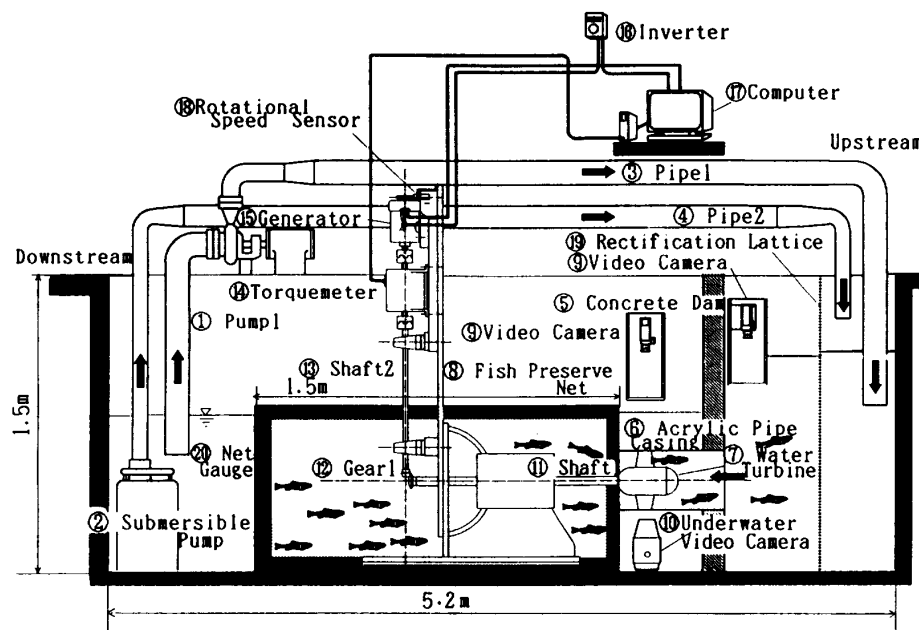 ⑯Inverter
⑰Computer
⑱Rotational
Speed Sensor
Upstream
③ Pipe1
⑮Generator
④ Pipe2
⑲ Rectification Lattice
Downstream
⑨Video Camera
⑭Torquemeter
⑤ Concrete Dam
① Pump1
⑨Video Camera
⑬ Shaft2
⑧ Fish Preserve
Net
1.5m
1.5m
⑥ Acrylic Pipe
Casing
⑳ Net
Gauge
⑫ Gear1
⑪ Shaft
⑦ Water
Turbine
② Submersible
Pump
⑩Underwater
Video Camera
5.2m